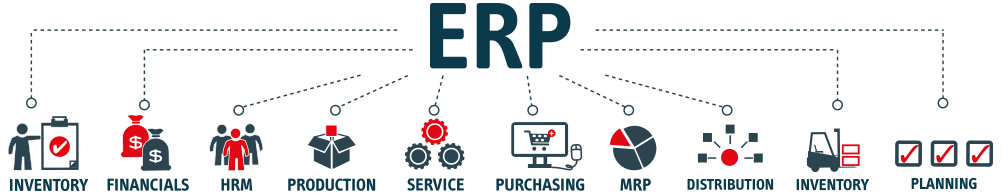 ERP
INVENTORY
FINANCIALS
HRM
PRODUCTION
SERVICE
PURCHASING
MRP
DISTRIBUTION
INVENTORY
PLANNING
$
$